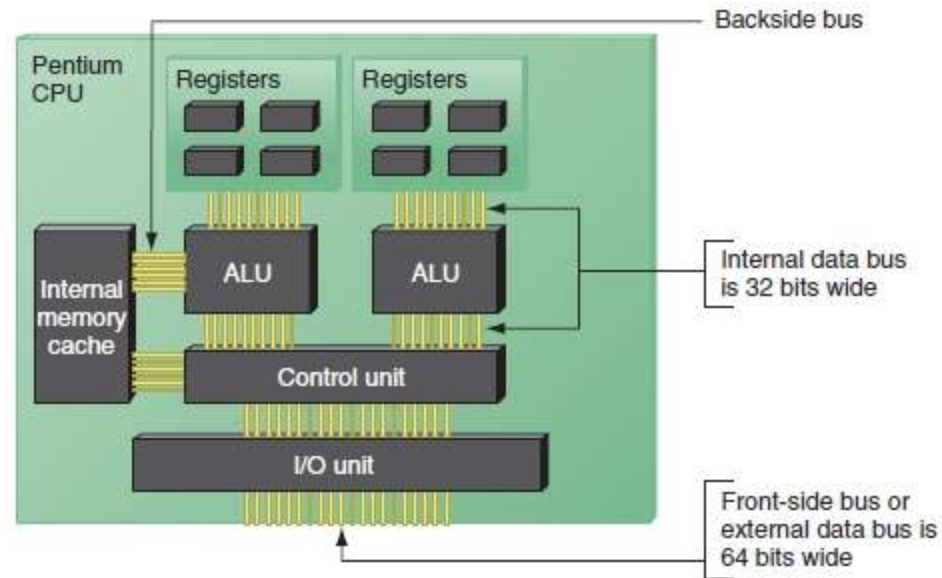 Backside bus
Pentium
CPU
Registers
Registers
Internal
memory
cache
ALU
ALU
Internal data bus
is 32 bits wide
Control unit
I/O unit
Front-side bus or
external data bus is
64 bits wide